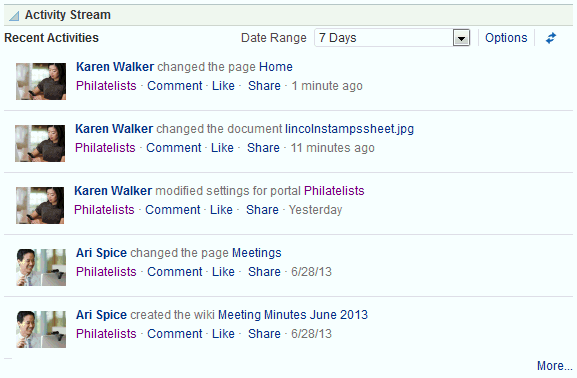 Activity Stream
Recent Activities Date Range 7 Days Options
Karen Walker changed the page Home
Philatelists · Comment · Like · Share · 1 minute ago
Karen Walker changed the document lincolnstampssheet.jpg
Philatelists · Comment · Like · Share · 11 minutes ago
Karen Walker modified settings for portal Philatelists
Philatelists · Comment · Like · Share · Yesterday
Ari Spice changed the page Meetings
Philatelists · Comment · Like · Share · 6/28/13
Ari Spice created the wiki Meeting Minutes June 2013
Philatelists · Comment · Like · Share · 6/28/13
More...